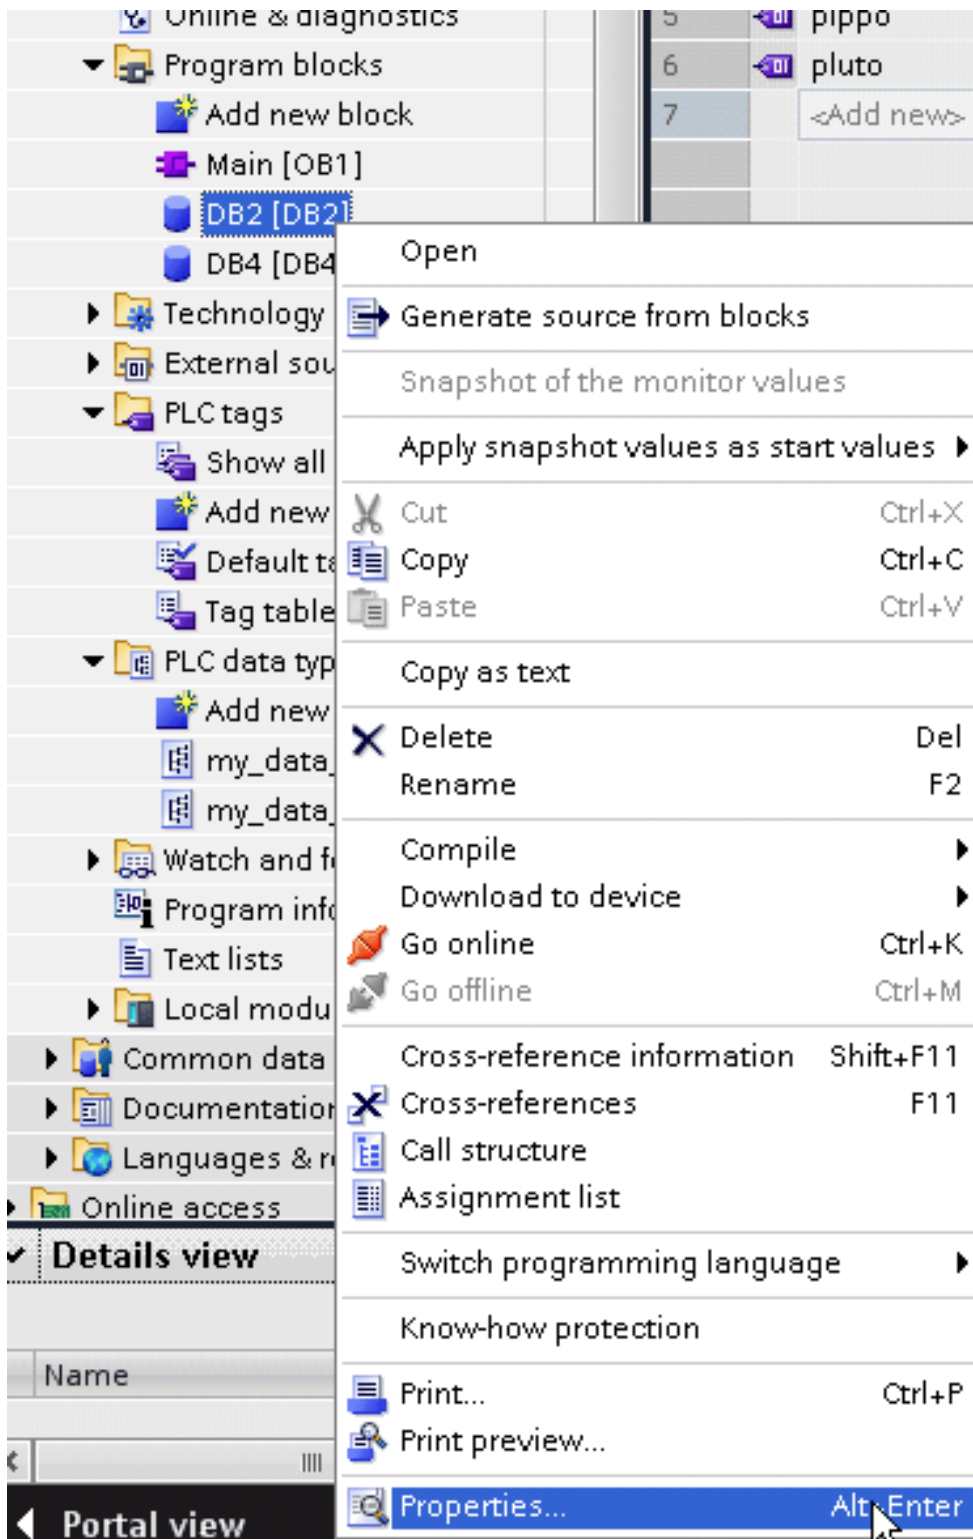 Online & diagnostics
Program blocks
Add new block
Main [OB1]
DB2 [DB2]
DB4 [DB4
Technology
External sou
PLC tags
Show all
Add new
Default ta
Tag table
PLC data typ
Add new
my_data_
my_data_
Watch and fo
Program info
Text lists
Local modu
Common data
Documentation
Languages & re
Online access
Details view
Name
Portal view
5 pippo
6 pluto
7 <Add new>
Open
Generate source from blocks
Snapshot of the monitor values
Apply snapshot values as start values
Cut Ctrl+X
Copy Ctrl+C
Paste Ctrl+V
Copy as text
Delete Del
Rename F2
Compile
Download to device
Go online Ctrl+K
Go offline Ctrl+M
Cross-reference information Shift+F11
Cross-references F11
Call structure
Assignment list
Switch programming language
Know-how protection
Print... Ctrl+P
Print preview...
Properties... Alt+Enter